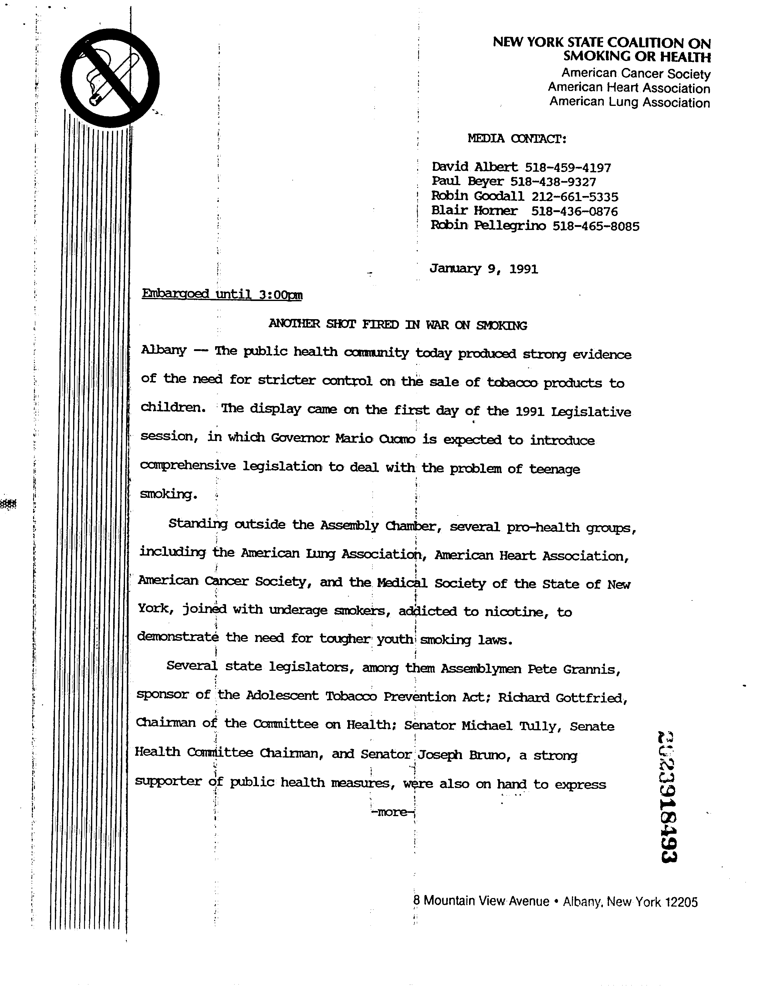 NEW YORK STATE COALITION ON
SMOKING OR HEALTH
American Cancer Society
American Heart Association
American Lung Association
MEDIA CONTACT:
David Albert 518-459-4197
Paul Beyer 518-438-9327
Robin Goodall 212-661-5335
Blair Horner 518-436-0876
Robin Pellegrino 518-465-8085
January 9, 1991
Embargoed until 3:00pm
ANOTHER SHOT FIRED IN WAR ON SMOKING
Albany -- The public health community today produced strong evidence
of the need for stricter control on the sale of tobacco products to
children. The display came on the first day of the 1991 Legislative
session, in which Governor Mario Cuomo is expected to introduce
comprehensive legislation to deal with the problem of teenage
smoking.
Standing outside the Assembly Chamber, several pro-health groups,
including the American Lung Association, American Heart Association,
American Cancer Society, and the Medical Society of the State of New
York, joined with underage smokers, addicted to nicotine, to
demonstrate the need for tougher youth smoking laws.
Several state legislators, among them Assemblymen Pete Grannis,
sponsor of the Adolescent Tobacco Prevention Act; Richard Gottfried,
Chairman of the Committee on Health; Senator Michael Tully, Senate
Health Committee Chairman, and Senator Joseph Bruno, a strong
supporter of public health measures, were also on hand to express
-more-
8 Mountain View Avenue • Albany, New York 12205